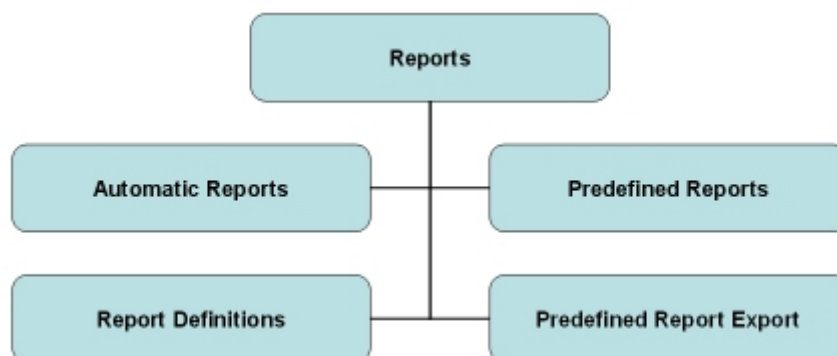 Reports
Automatic Reports
Predefined Reports
Report Definitions
Predefined Report Export